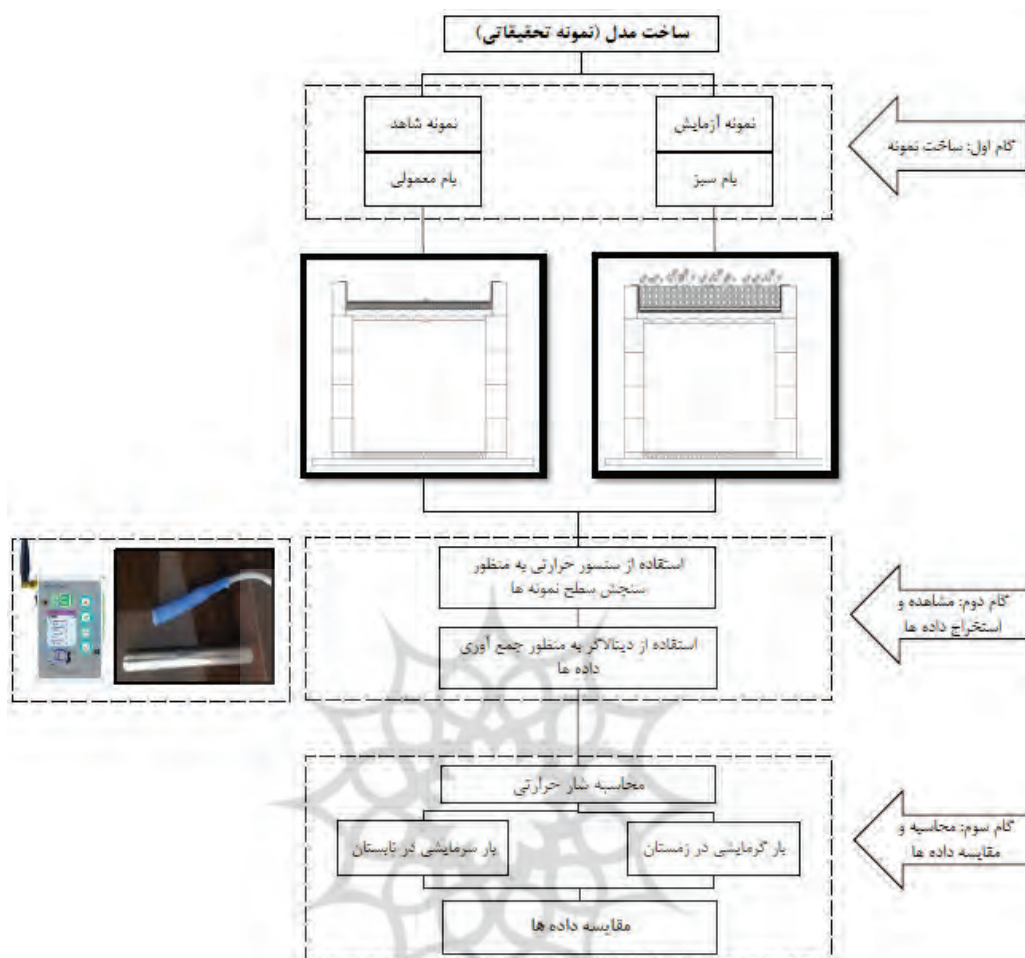 ساخت مدل (نمونه تحقیقاتی)
نمونه آزمایش
نمونه شاهد
بام سبز
بام معمولی
گام اول: ساخت نمونه
استفاده از سنسور حرارتی به منظور
سنجش سطح نمونه ها
استفاده از دیتالاگر به منظور جمع آوری
داده ها
گام دوم: مشاهده و
استخراج داده ها
محاسبه شار حرارتی
بار گرمایشی در زمستان
بار سرمایشی در تابستان
مقایسه داده ها
گام سوم: محاسبه و
مقایسه داده ها